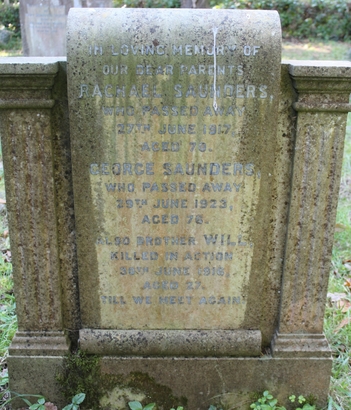 IN LOVING MEMORY OF
OUR DEAR PARENTS
RACHAEL SAUNDERS,
WHO PASSED AWAY
27TH JUNE 1917,
AGED 73.
GEORGE SAUNDERS,
WHO PASSED AWAY
29TH JUNE 1923,
AGED 75.
ALSO BROTHER WILL,
KILLED IN ACTION
30TH JUNE 1916,
AGED 27.
TILL WE MEET AGAIN